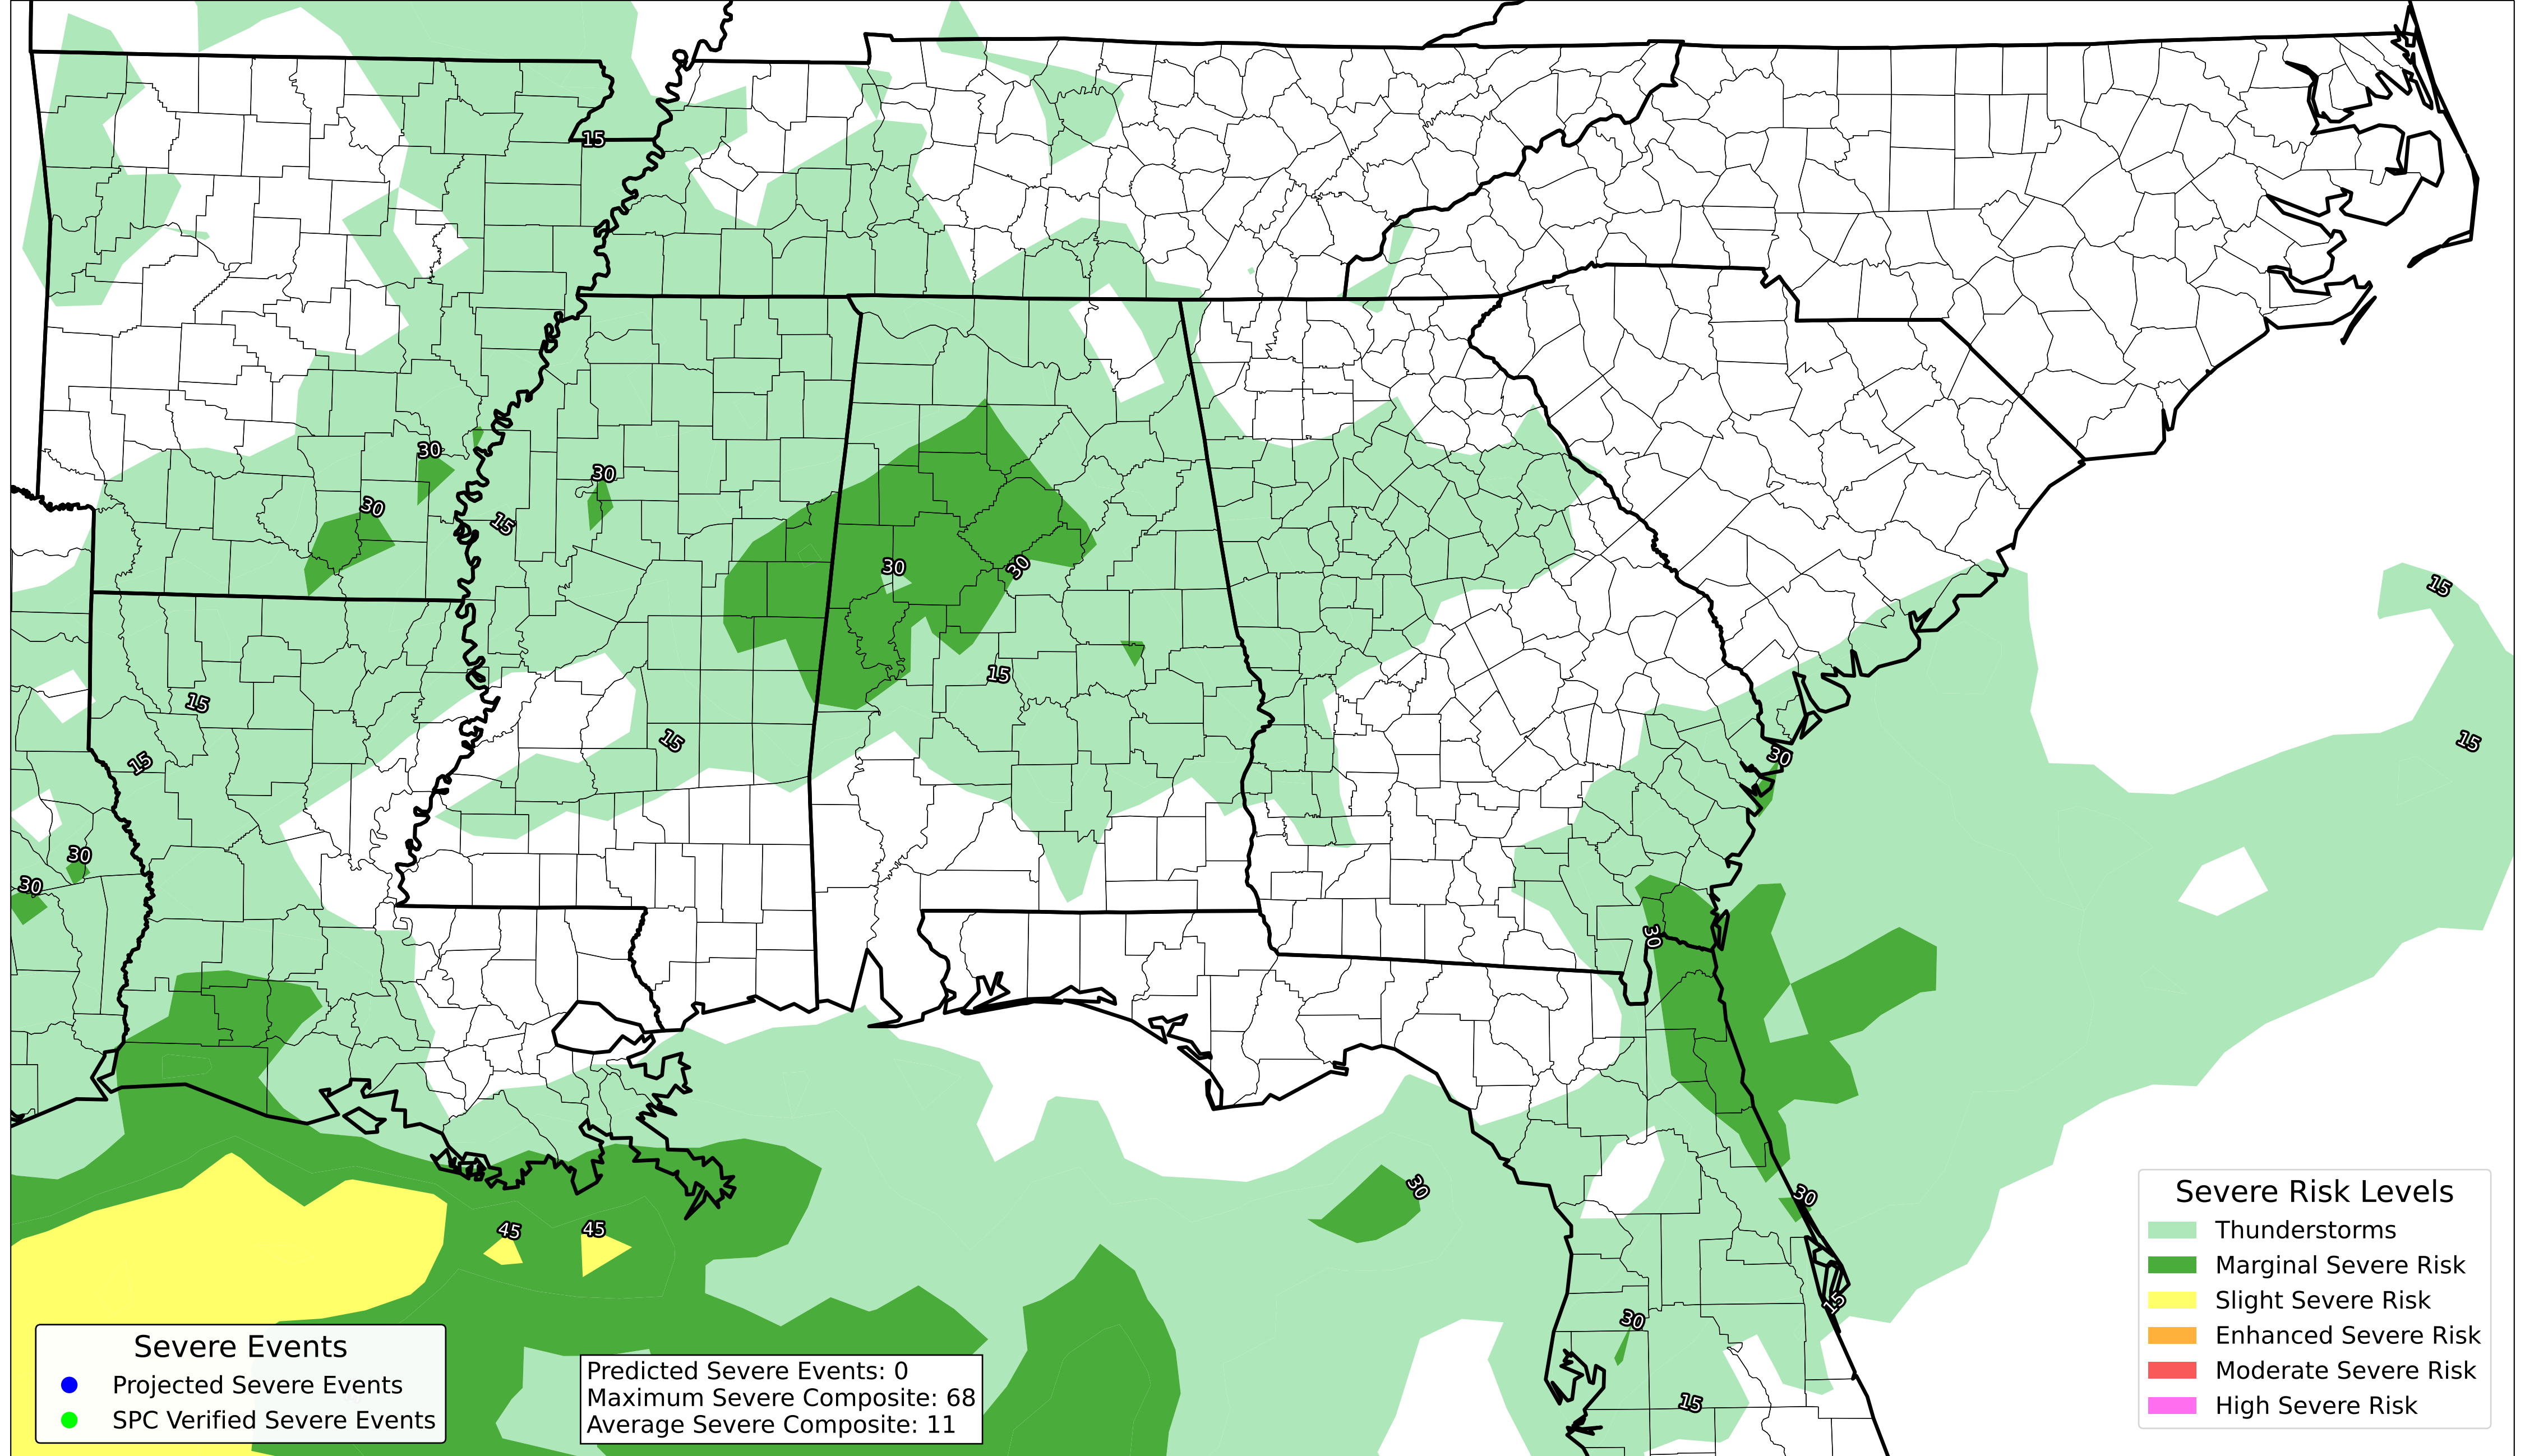 15
30
30
30
15
30
30
15
15
15
15
30
15
15
30
30
30
30
30
45
45
15
30
15
Severe Events
Projected Severe Events
SPC Verified Severe Events
Predicted Severe Events: 0
Maximum Severe Composite: 68
Average Severe Composite: 11
Severe Risk Levels
Thunderstorms
Marginal Severe Risk
Slight Severe Risk
Enhanced Severe Risk
Moderate Severe Risk
High Severe Risk